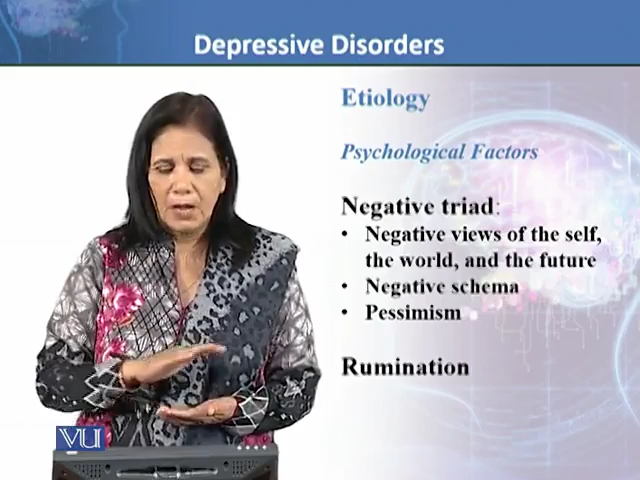 Depressive Disorders
Etiology
Psychological Factors
Negative triad:
• Negative views of the self,
the world, and the future
• Negative schema
• Pessimism
Rumination
VU